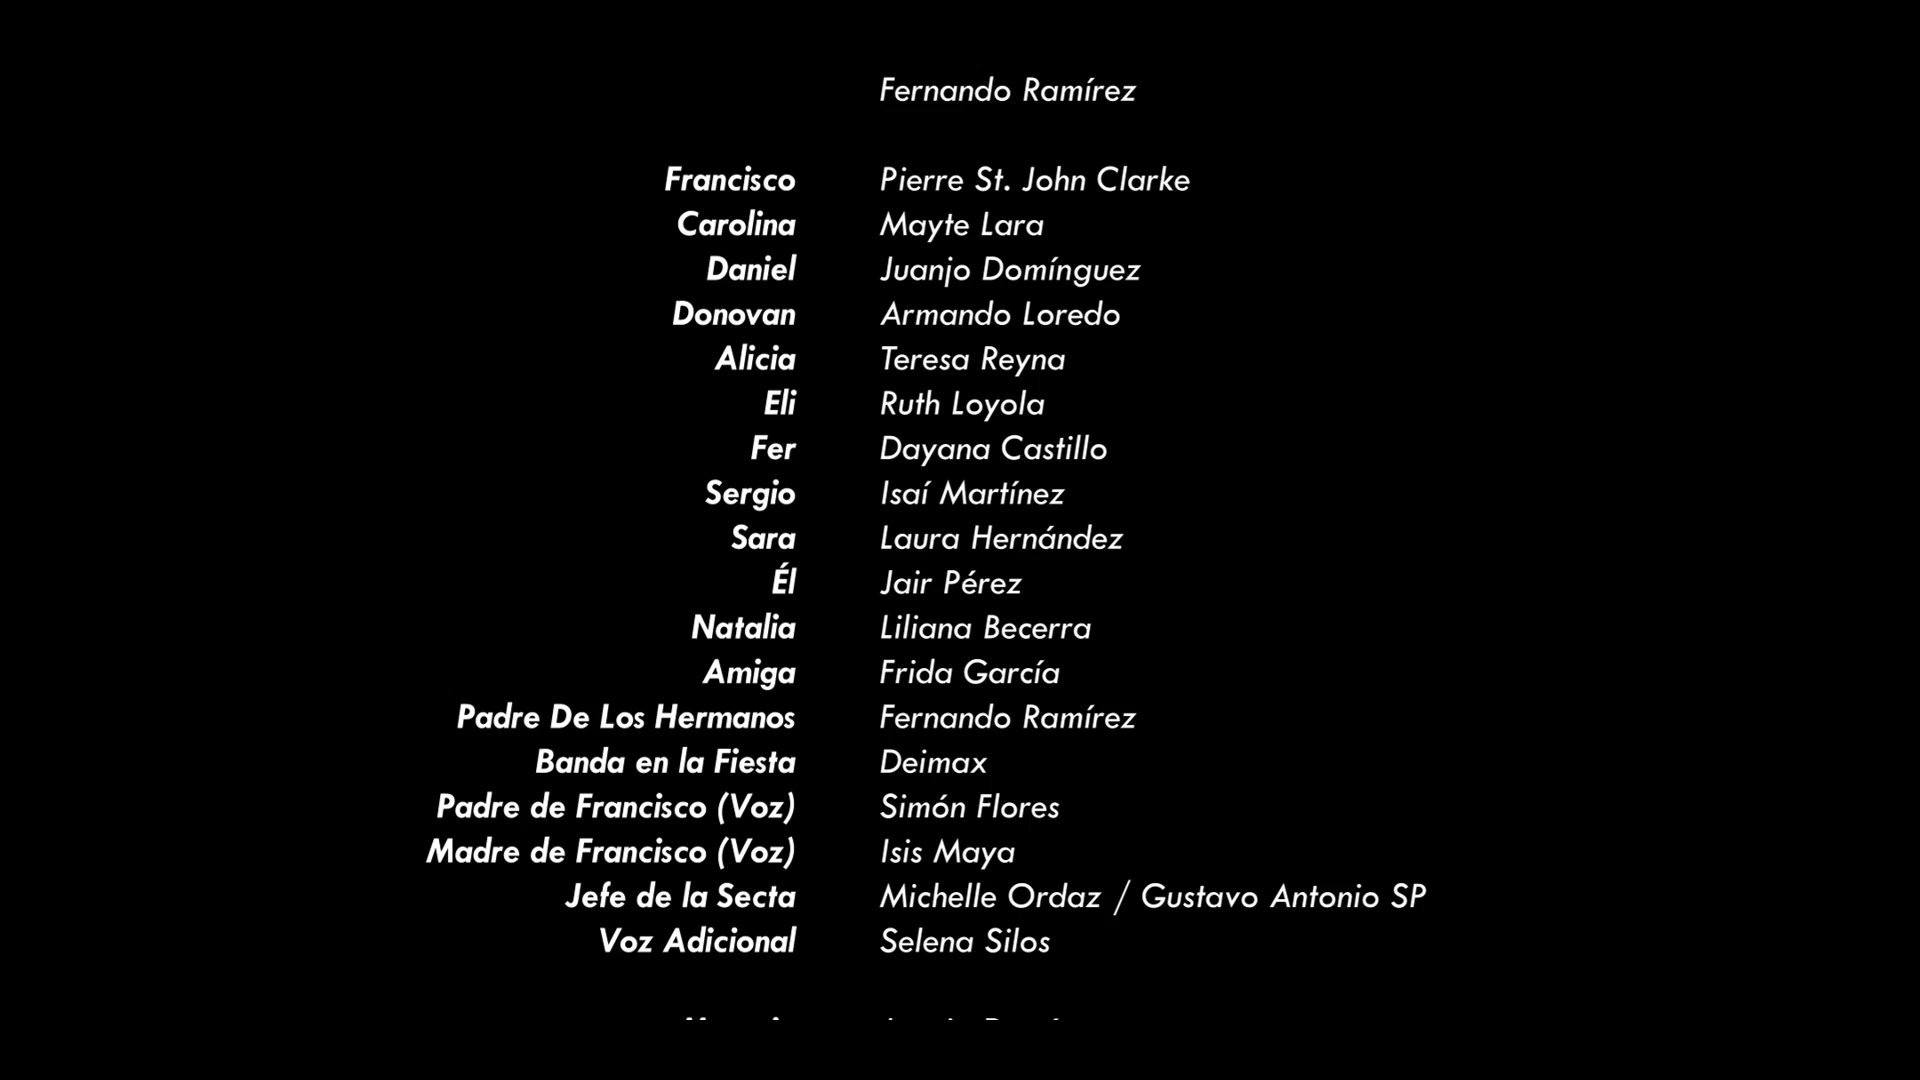 Fernando Ramírez
Francisco Pierre St. John Clarke
Carolina Mayte Lara
Daniel Juanjo Domínguez
Donovan Armando Loredo
Alicia Teresa Reyna
Eli Ruth Loyola
Fer Dayana Castillo
Sergio Isaí Martínez
Sara Laura Hernández
Él Jair Pérez
Natalia Liliana Becerra
Amiga Frida García
Padre De Los Hermanos Fernando Ramírez
Banda en la Fiesta Deimax
Padre de Francisco (Voz) Simón Flores
Madre de Francisco (Voz) Isis Maya
Jefe de la Secta Michelle Ordaz / Gustavo Antonio SP
Voz Adicional Selena Silos